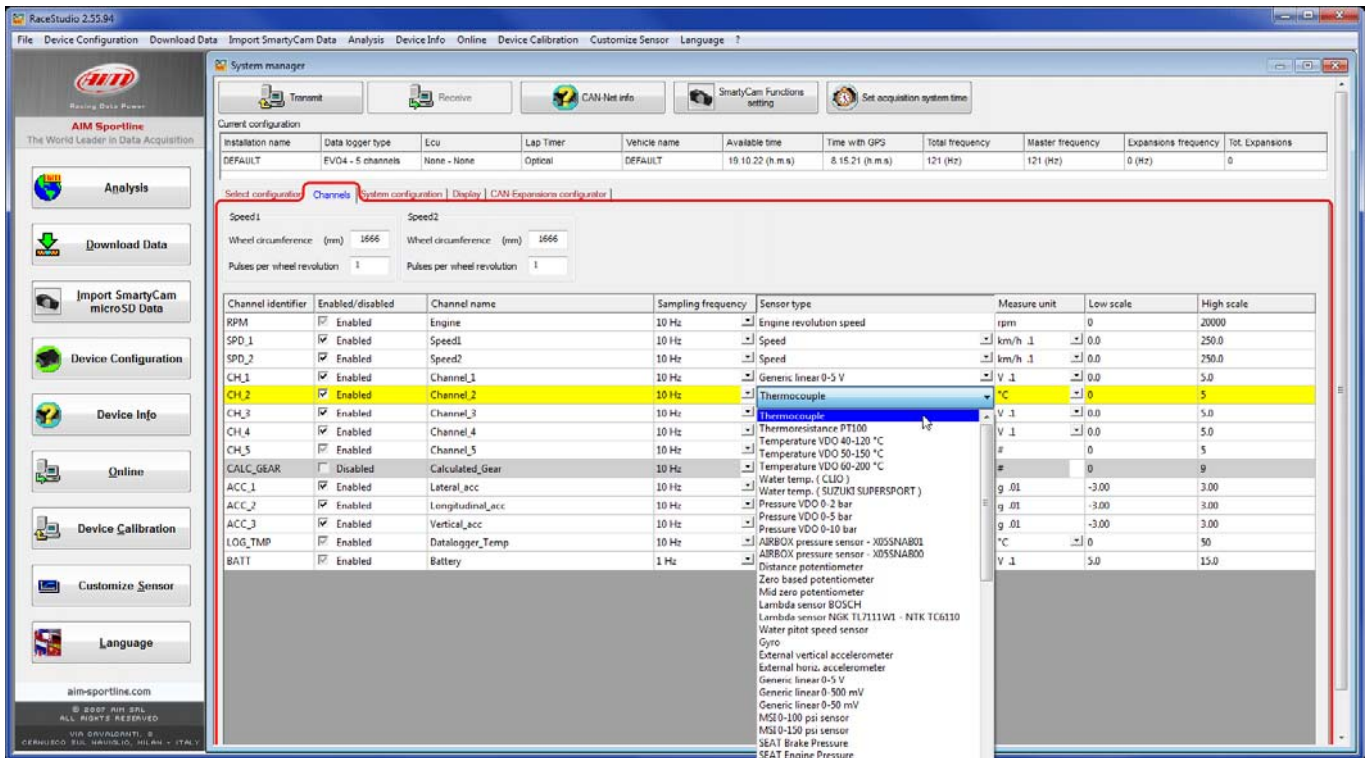 RaceStudio 2.55.94
File Device Configuration Download Data Import SmartyCam Data Analysis Device Info Online Device Calibration Customize Sensor Language ?
AIM
Racing Data Power
AIM Sportline
The World Leader in Data Acquisition
Analysis
Download Data
Import SmartyCam
microSD Data
Device Configuration
Device Info
Online
Device Calibration
Customize Sensor
Language
aim-sportline.com
© 2007 AIM SRL
ALL RIGHTS RESERVED
VIA CAVALCANTI, 8
CERNUSCO SUL NAVIGLIO, MILAN - ITALY
System manager
Transmit Receive CAN-Net info SmartyCam Functions setting Set acquisition system time
Current configuration
Installation name Data logger type Ecu Lap Timer Vehicle name Available time Time with GPS Total frequency Master frequency Expansions frequency Tot. Expansions
DEFAULT EVO4 - 5 channels None - None Optical DEFAULT 19.10.22 (h.m.s) 8.15.21 (h.m.s) 121 (Hz) 121 (Hz) 0 (Hz) 0
Select configuration Channels System configuration Display CAN-Expansions configurator
Speed1 Speed2
Wheel circumference (mm) 1666 Wheel circumference (mm) 1666
Pulses per wheel revolution 1 Pulses per wheel revolution 1
Channel identifier Enabled/disabled Channel name Sampling frequency Sensor type Measure unit Low scale High scale
RPM Enabled Engine 10 Hz Engine revolution speed rpm 0 20000
SPD_1 Enabled Speed1 10 Hz Speed km/h .1 0.0 250.0
SPD_2 Enabled Speed2 10 Hz Speed km/h .1 0.0 250.0
CH_1 Enabled Channel_1 10 Hz Generic linear 0-5 V V .1 0.0 5.0
CH_2 Enabled Channel_2 10 Hz Thermocouple °C 0 5
CH_3 Enabled Channel_3 10 Hz V .1 0.0 5.0
CH_4 Enabled Channel_4 10 Hz V .1 0.0 5.0
CH_5 Enabled Channel_5 10 Hz # 0 5
CALC_GEAR Disabled Calculated_Gear 10 Hz # 0 9
ACC_1 Enabled Lateral_acc 10 Hz g .01 -3.00 3.00
ACC_2 Enabled Longitudinal_acc 10 Hz g .01 -3.00 3.00
ACC_3 Enabled Vertical_acc 10 Hz g .01 -3.00 3.00
LOG_TMP Enabled Datalogger_Temp 10 Hz °C 0 50
BATT Enabled Battery 1 Hz V .1 5.0 15.0
Thermocouple
Thermoresistance PT100
Temperature VDO 40-120 °C
Temperature VDO 50-150 °C
Temperature VDO 60-200 °C
Water temp. ( CLIO )
Water temp. ( SUZUKI SUPERSPORT )
Pressure VDO 0-2 bar
Pressure VDO 0-5 bar
Pressure VDO 0-10 bar
AIRBOX pressure sensor - X05SNAB01
AIRBOX pressure sensor - X05SNAB00
Distance potentiometer
Zero based potentiometer
Mid zero potentiometer
Lambda sensor BOSCH
Lambda sensor NGK TL7111W1 - NTK TC6110
Water pitot speed sensor
Gyro
External vertical accelerometer
External horiz. accelerometer
Generic linear 0-5 V
Generic linear 0-500 mV
Generic linear 0-50 mV
MSI 0-100 psi sensor
MSI 0-150 psi sensor
SEAT Brake Pressure
SEAT Engine Pressure